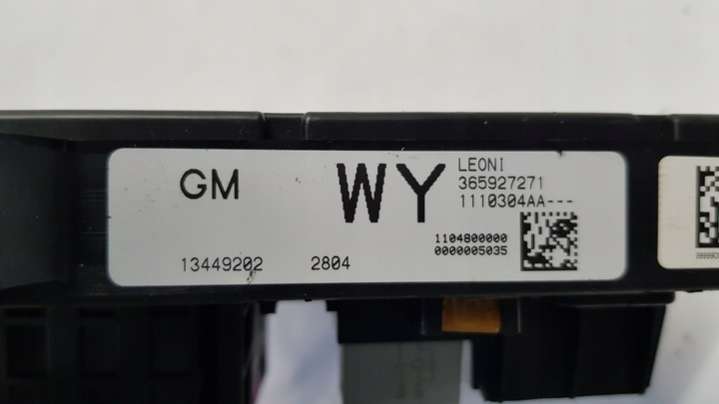 GM
WY
LEONI
365927271
1110304AA---
1104800000
0000005035
13449202
2804